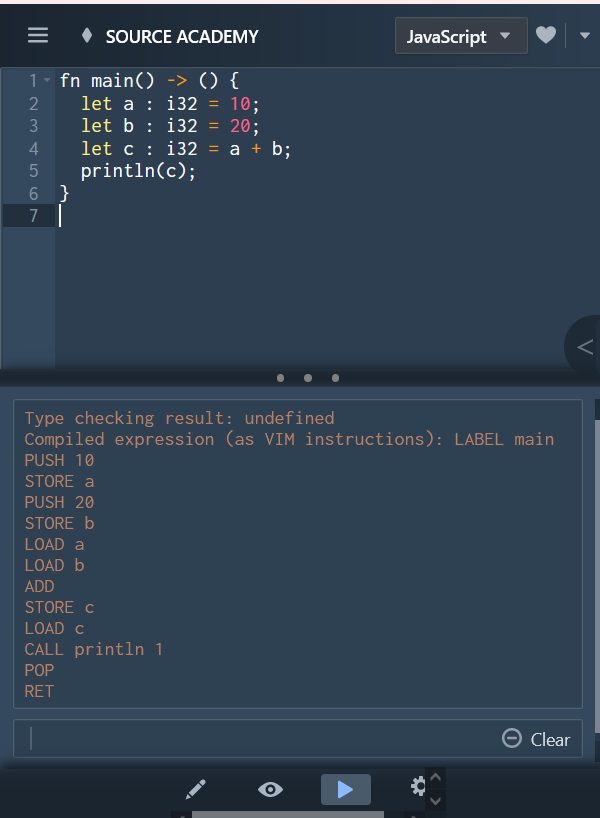 SOURCE ACADEMY
JavaScript
1 fn main() -> () {
2   let a : i32 = 10;
3   let b : i32 = 20;
4   let c : i32 = a + b;
5   println(c);
6 }
7
Type checking result: undefined
Compiled expression (as VIM instructions): LABEL main
PUSH 10
STORE a
PUSH 20
STORE b
LOAD a
LOAD b
ADD
STORE c
LOAD c
CALL println 1
POP
RET
Clear